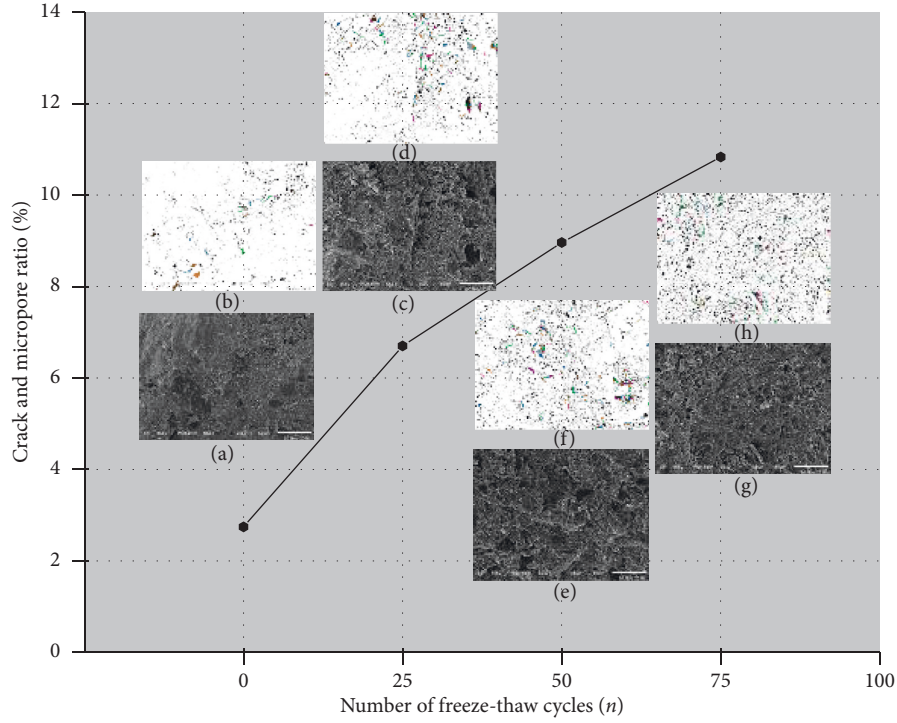 14
12
10
8
6
4
2
0
Crack and micropore ratio (%)
(d)
(b)
(c)
(a)
(f)
(h)
(g)
(e)
0
25
50
75
100
Number of freeze-thaw cycles (n)